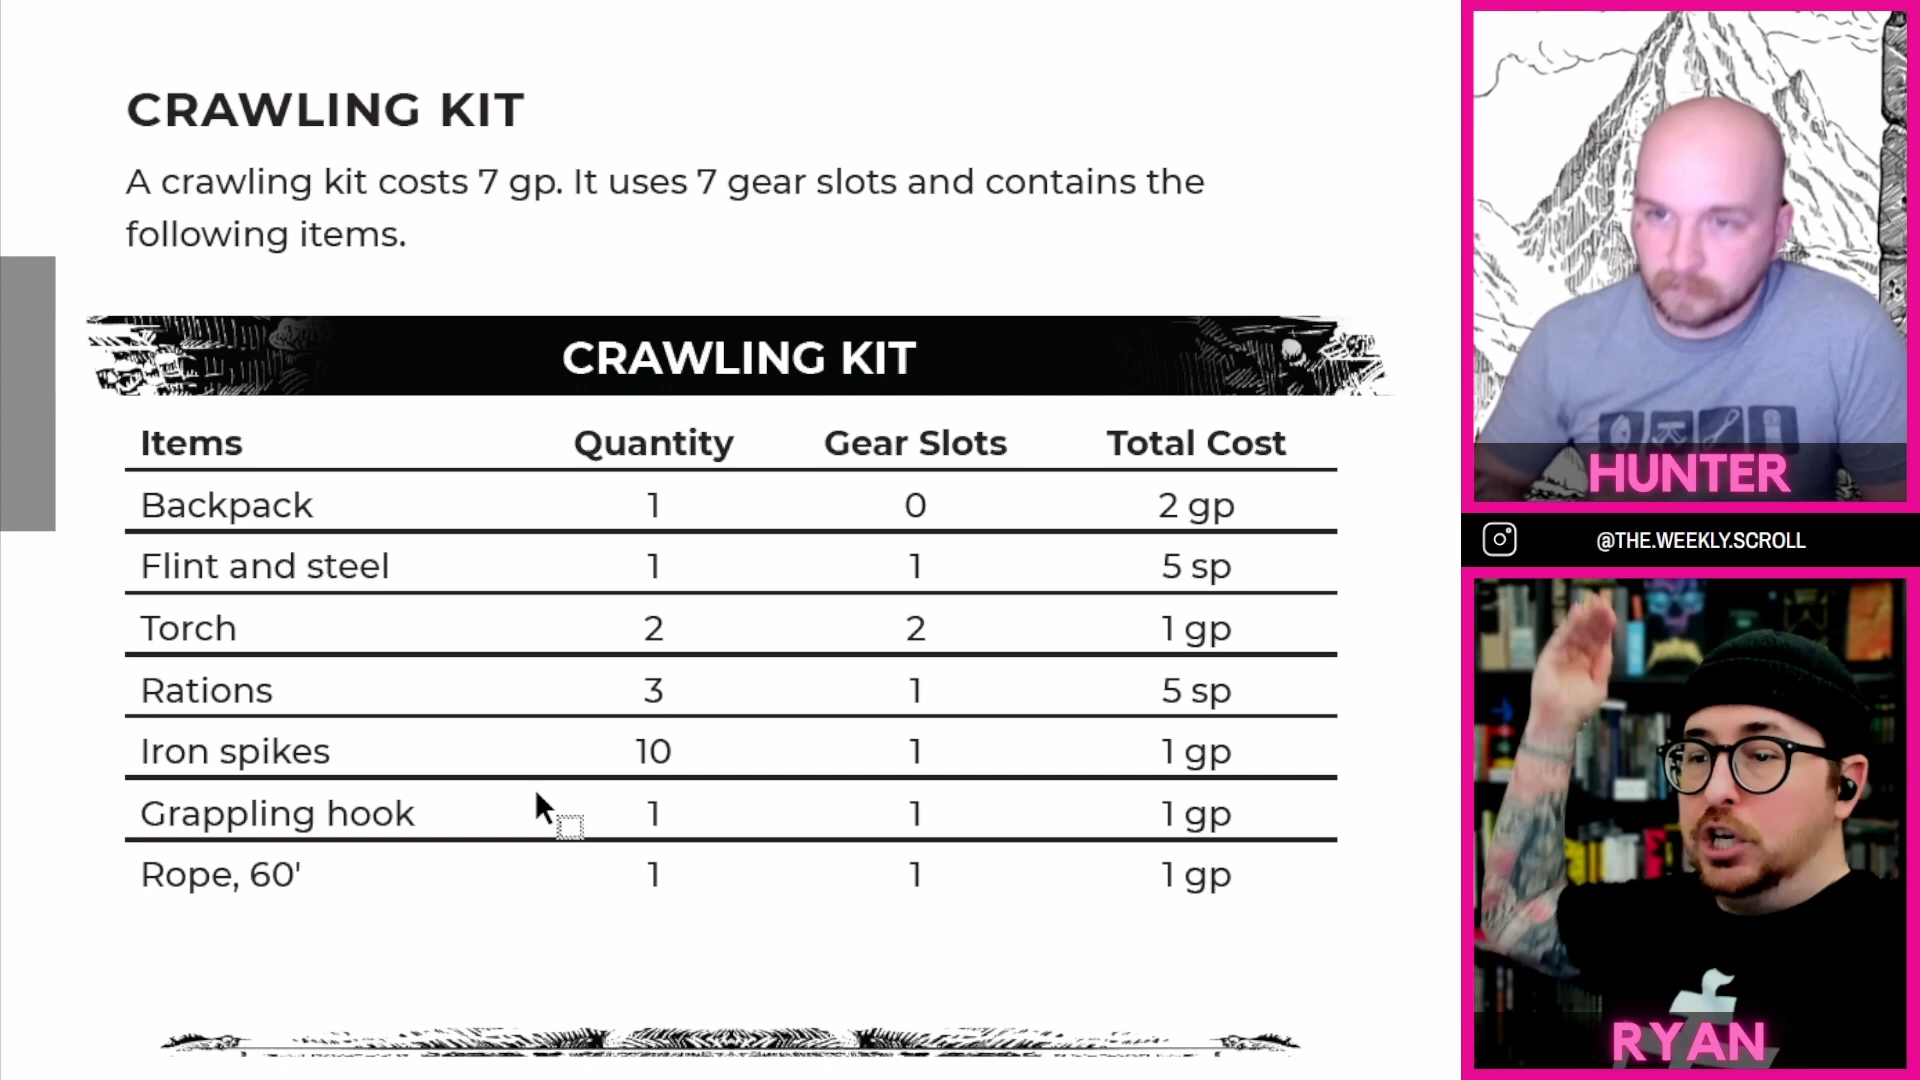 CRAWLING KIT
A crawling kit costs 7 gp. It uses 7 gear slots and contains the
following items.
CRAWLING KIT
Items Quantity Gear Slots Total Cost
Backpack 1 0 2 gp
Flint and steel 1 1 5 sp
Torch 2 2 1 gp
Rations 3 1 5 sp
Iron spikes 10 1 1 gp
Grappling hook 1 1 1 gp
Rope, 60' 1 1 1 gp
HUNTER
@THE.WEEKLY.SCROLL
RYAN